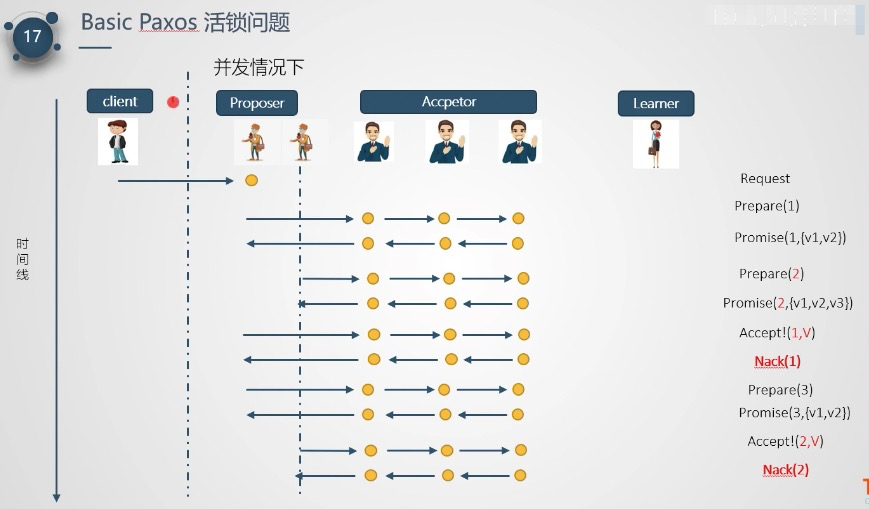 17
Basic Paxos 活锁问题
并发情况下
client
Proposer
Accpetor
Learner
时
间
线
Request
Prepare(1)
Promise(1,{v1,v2})
Prepare(2)
Promise(2,{v1,v2,v3})
Accept!(1,V)
Nack(1)
Prepare(3)
Promise(3,{v1,v2})
Accept!(2,V)
Nack(2)